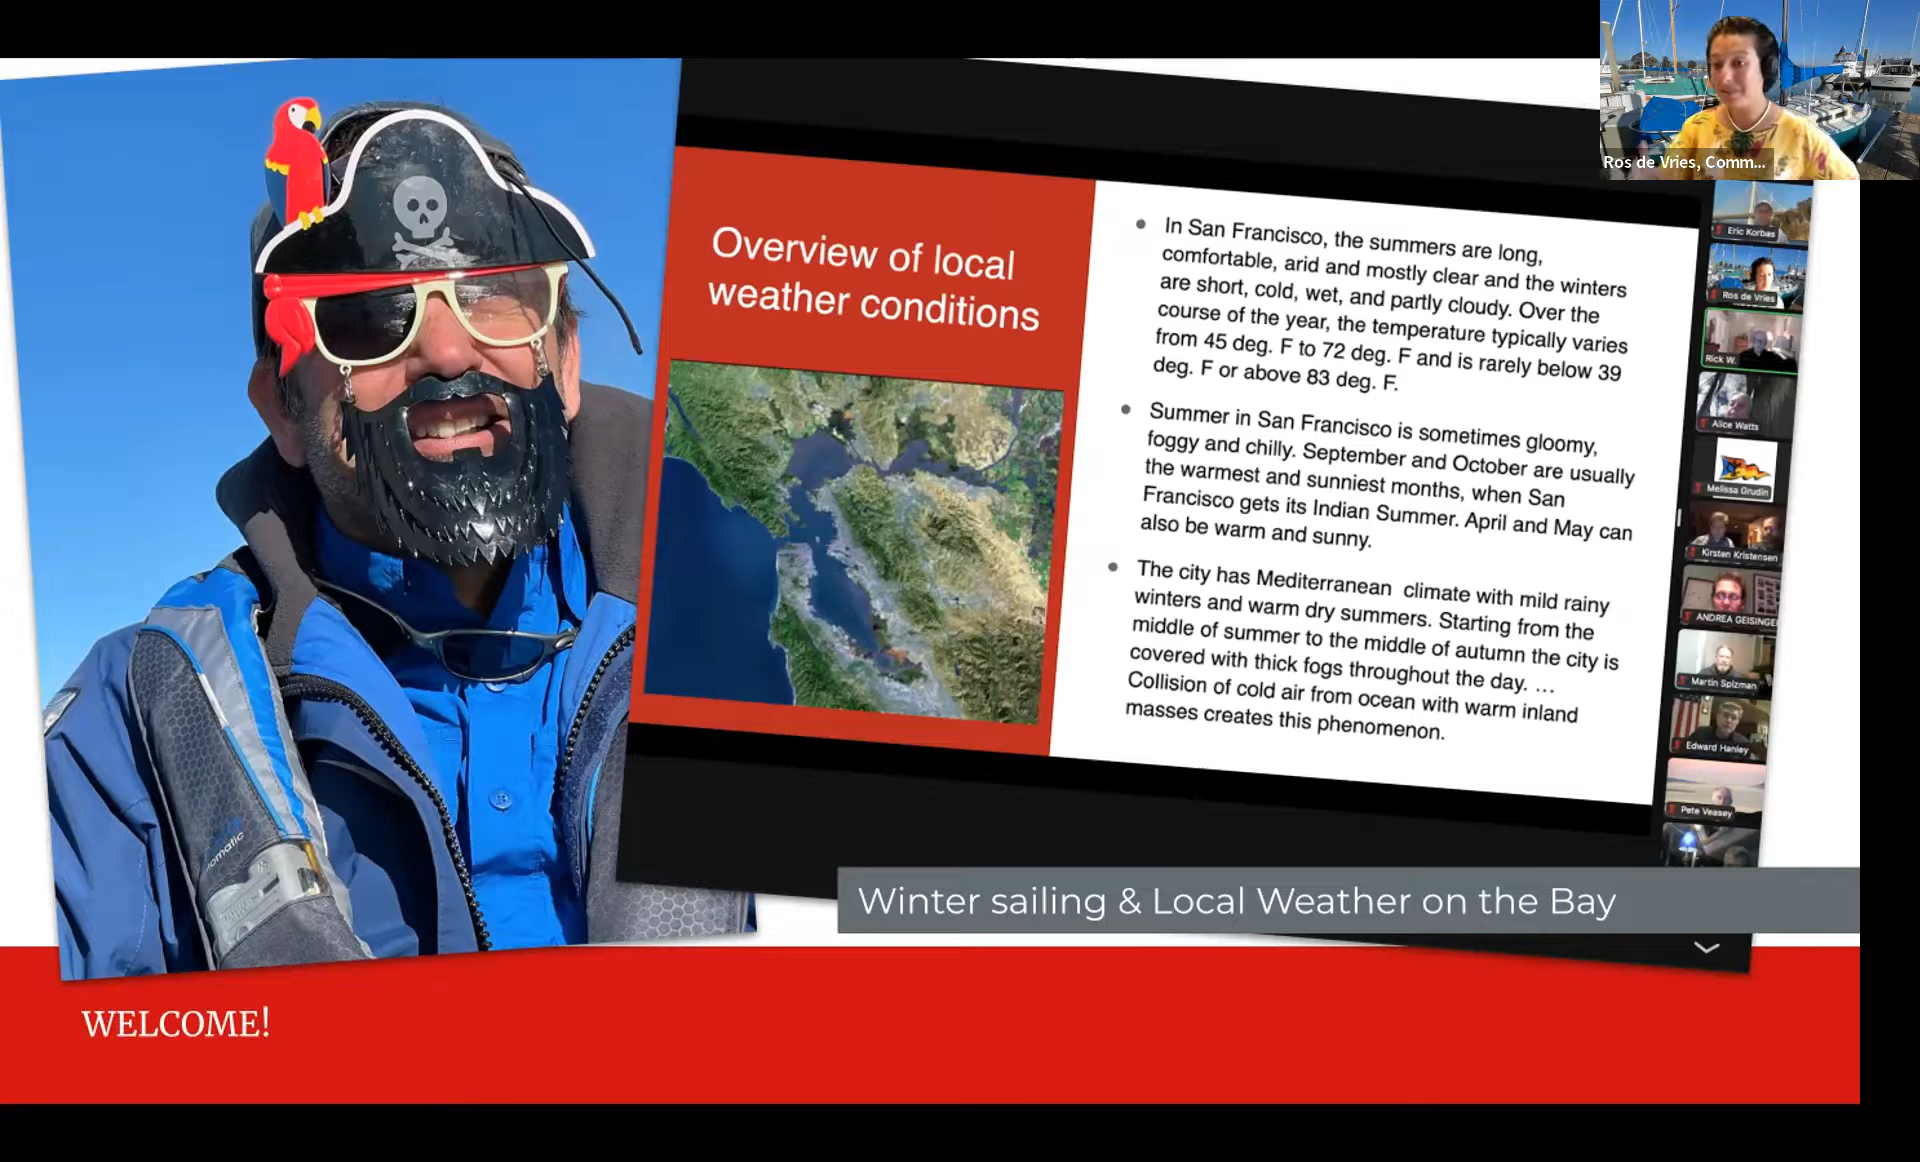 Ros de Vries, Comm...
Overview of local
weather conditions
In San Francisco, the summers are long,
comfortable, arid and mostly clear and the winters
are short, cold, wet, and partly cloudy. Over the
course of the year, the temperature typically varies
from 45 deg. F to 72 deg. F and is rarely below 39
deg. F or above 83 deg. F.
Summer in San Francisco is sometimes gloomy,
foggy and chilly. September and October are usually
the warmest and sunniest months, when San
Francisco gets its Indian Summer. April and May can
also be warm and sunny.
The city has Mediterranean climate with mild rainy
winters and warm dry summers. Starting from the
middle of summer to the middle of autumn the city is
covered with thick fogs throughout the day. ...
Collision of cold air from ocean with warm inland
masses creates this phenomenon.
Eric Korbas
Ros de Vries
Rick W.
Alice Watts
Melissa Grudin
Kirsten Kristensen
ANDREA GEISINGE
Martin Spizman
Edward Hanley
Pete Veasey
Winter sailing & Local Weather on the Bay
WELCOME!